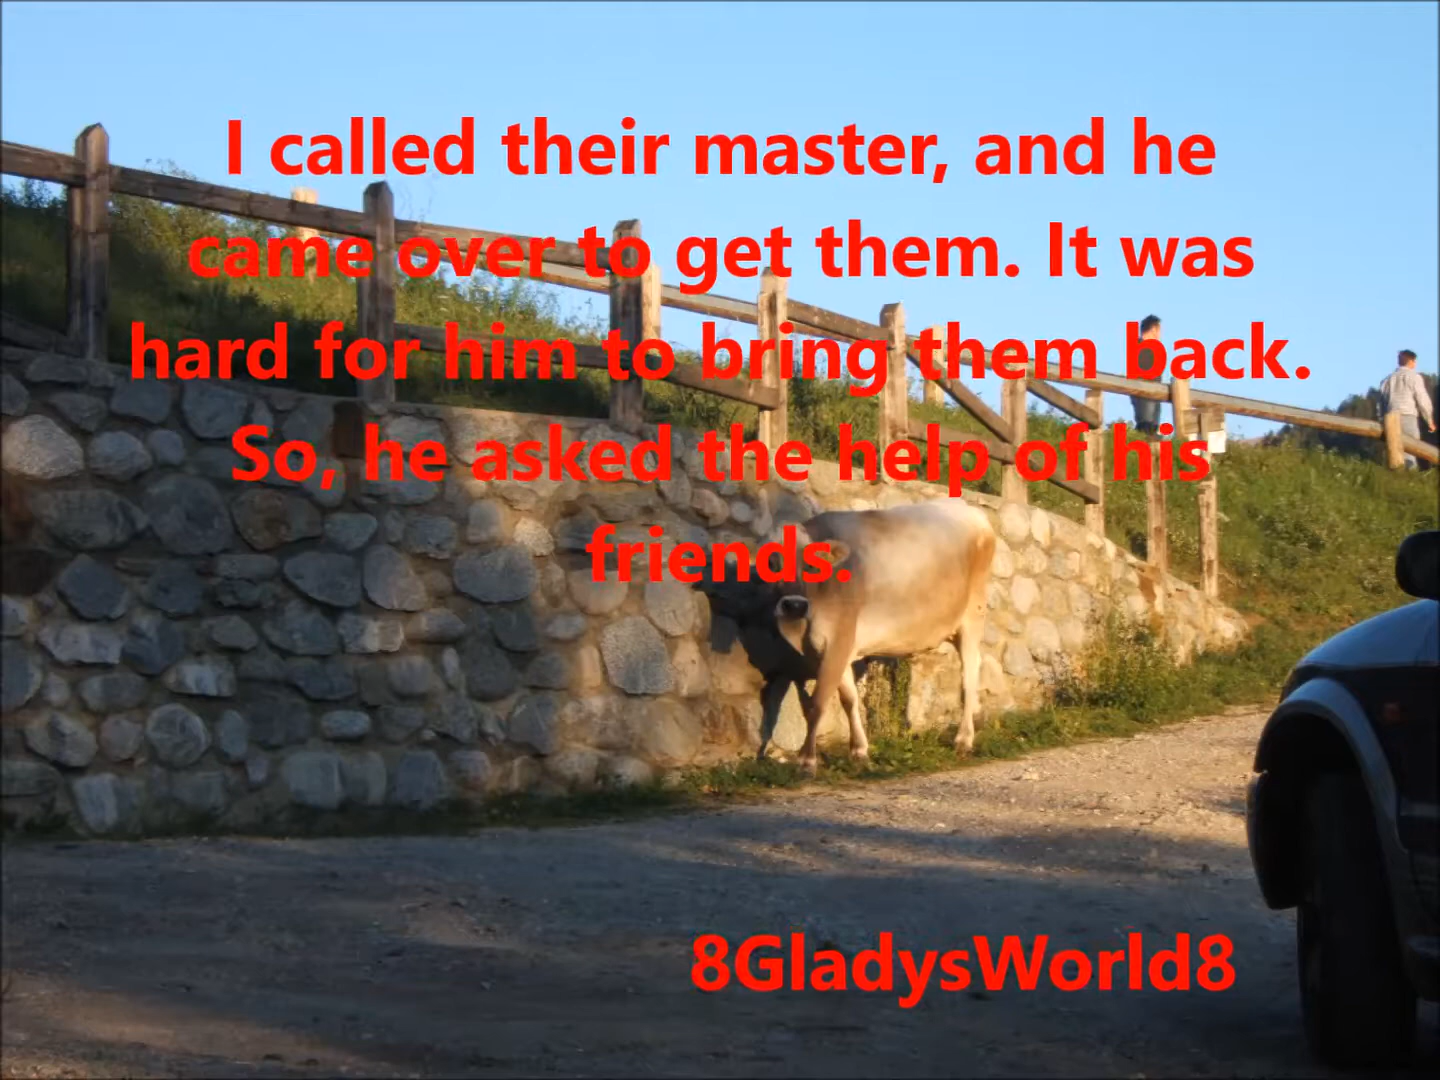 I called their master, and he
came over to get them. It was
hard for him to bring them back.
So, he asked the help of his
friends.
8GladysWorld8